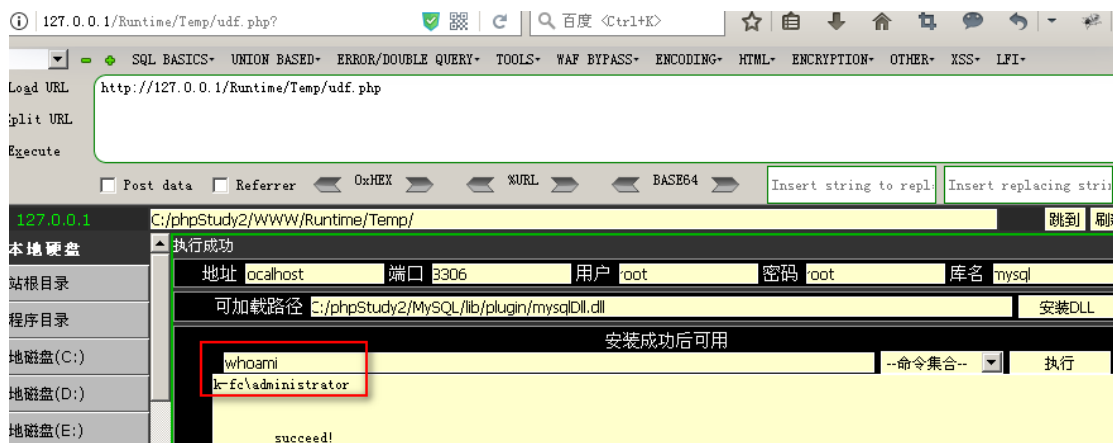 127.0.0.1/Runtime/Temp/udf.php?
百度 <Ctrl+K>
SQL BASICS- UNION BASED- ERROR/DOUBLE QUERY- TOOLS- WAF BYPASS- ENCODING- HTML- ENCRYPTION- OTHER- XSS- LFI-
Load URL
http://127.0.0.1/Runtime/Temp/udf.php
plit URL
Execute
Post data Referrer 0xHEX %URL BASE64 Insert string to repl Insert replacing stri
127.0.0.1 C:/phpStudy2/WWW/Runtime/Temp/ 跳到 刷
本地硬盘 执行成功
地址 ocalhost 端口 3306 用户 root 密码 root 库名 mysql
站根目录
可加载路径 C:/phpStudy2/MySQL/lib/plugin/mysqlDll.dll 安装DLL
程序目录
安装成功后可用
地磁盘(C:) whoami --命令集合-- 执行
k-fc\administrator
地磁盘(D:)
地磁盘(E:) succeed!